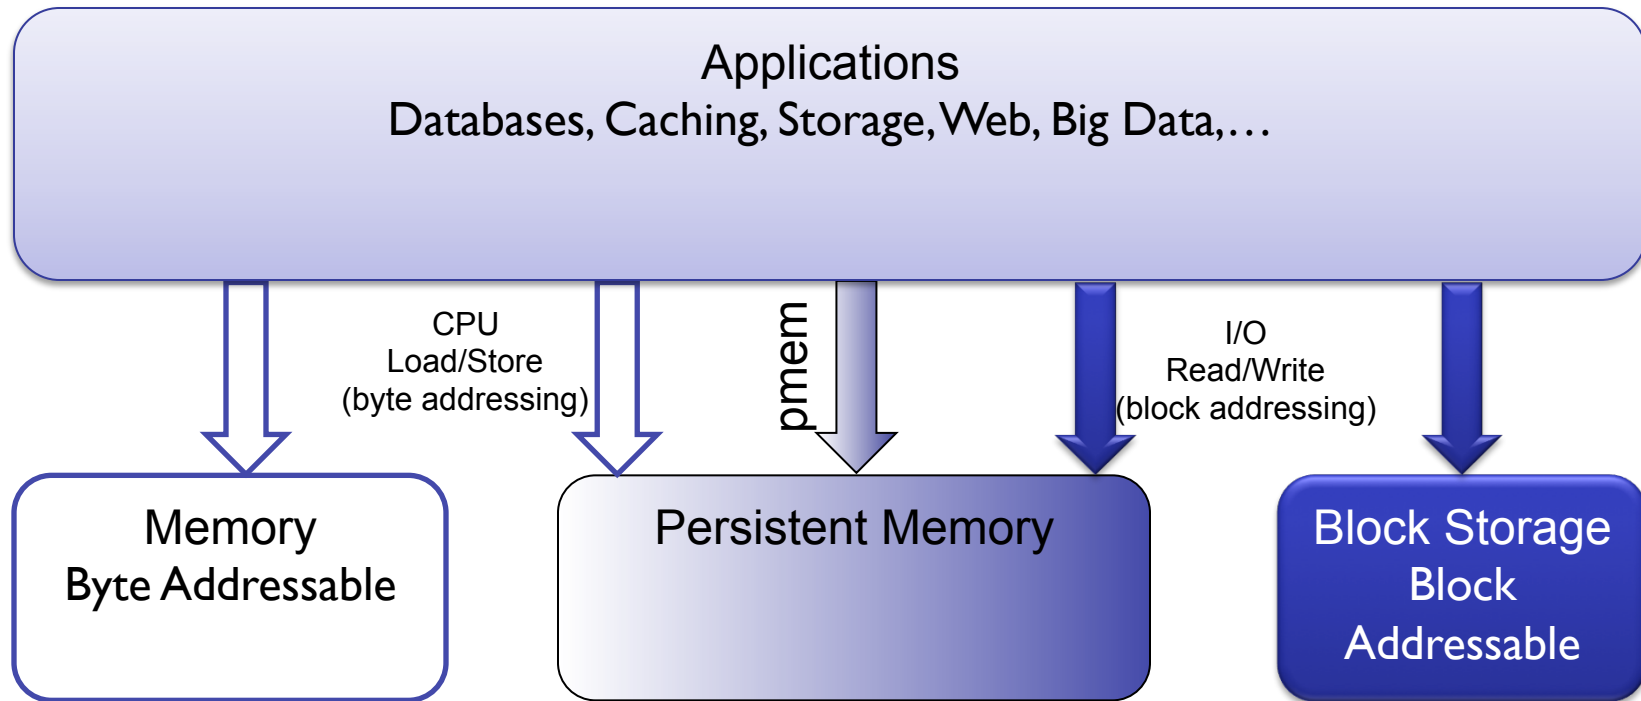 Applications
Databases, Caching, Storage, Web, Big Data,…
CPU
Load/Store
(byte addressing)
pmem
I/O
Read/Write
(block addressing)
Memory
Byte Addressable
Persistent Memory
Block Storage
Block
Addressable